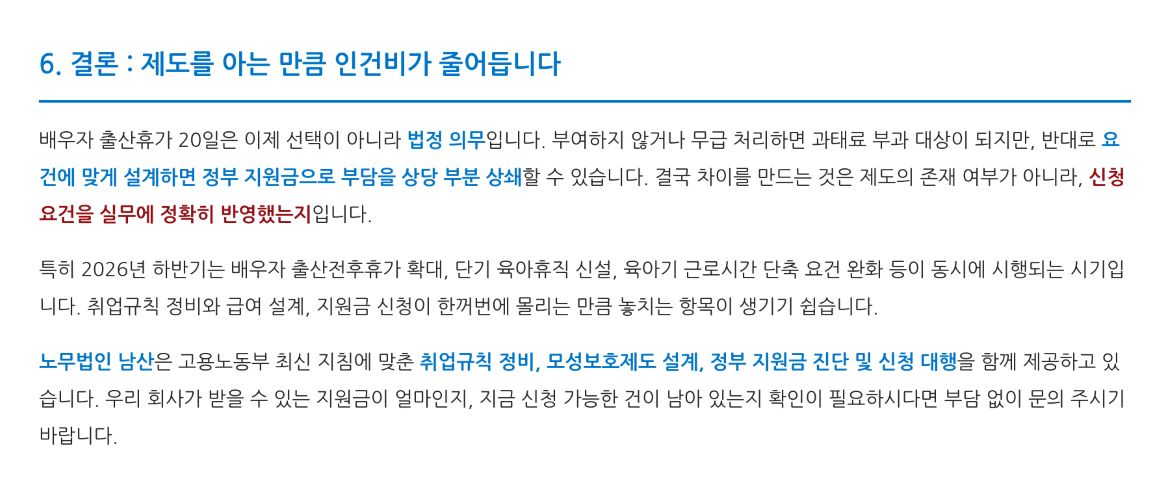 6. 결론 : 제도를 아는 만큼 인건비가 줄어듭니다
배우자 출산휴가 20일은 이제 선택이 아니라 법정 의무입니다. 부여하지 않거나 무급 처리하면 과태료 부과 대상이 되지만, 반대로 요
건에 맞게 설계하면 정부 지원금으로 부담을 상당 부분 상쇄할 수 있습니다. 결국 차이를 만드는 것은 제도의 존재 여부가 아니라, 신청
요건을 실무에 정확히 반영했는지입니다.
특히 2026년 하반기는 배우자 출산전후휴가 확대, 단기 육아휴직 신설, 육아기 근로시간 단축 요건 완화 등이 동시에 시행되는 시기입
니다. 취업규칙 정비와 급여 설계, 지원금 신청이 한꺼번에 몰리는 만큼 놓치는 항목이 생기기 쉽습니다.
노무법인 남산은 고용노동부 최신 지침에 맞춘 취업규칙 정비, 모성보호제도 설계, 정부 지원금 진단 및 신청 대행을 함께 제공하고 있
습니다. 우리 회사가 받을 수 있는 지원금이 얼마인지, 지금 신청 가능한 건이 남아 있는지 확인이 필요하시다면 부담 없이 문의 주시기
바랍니다.